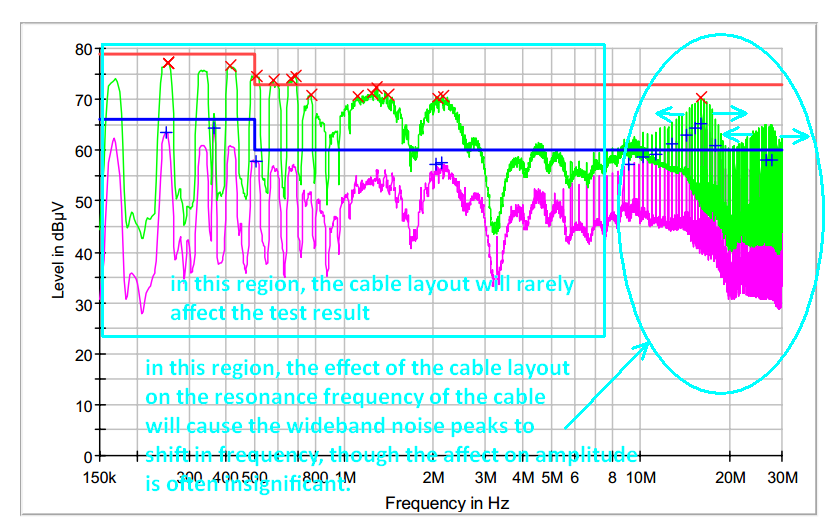 80
70
60
50
40
30
20
10
0
Level in dBµV
in this region, the cable layout will rarely
affect the test result
in this region, the effect of the cable layout
on the resonance frequency of the cable
will cause the wideband noise peaks to
shift in frequency, though the affect on amplitude
is often insignificant.
150k 300 400 500 800 1M 2M 3M 4M 5M 6 8 10M 20M 30M
Frequency in Hz